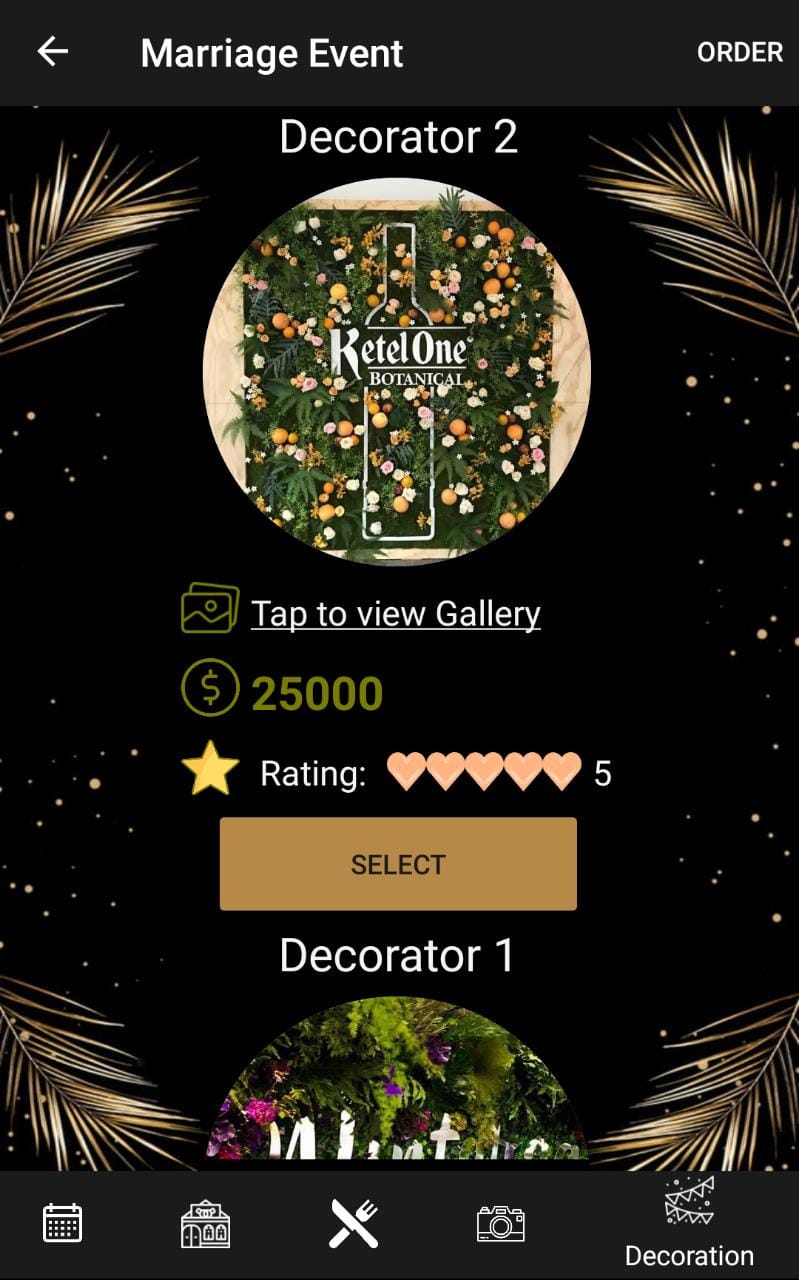 Marriage Event
ORDER
Decorator 2
Ketel One
BOTANICAL
Tap to view Gallery
$ 25000
Rating: 5
SELECT
Decorator 1
Decoration